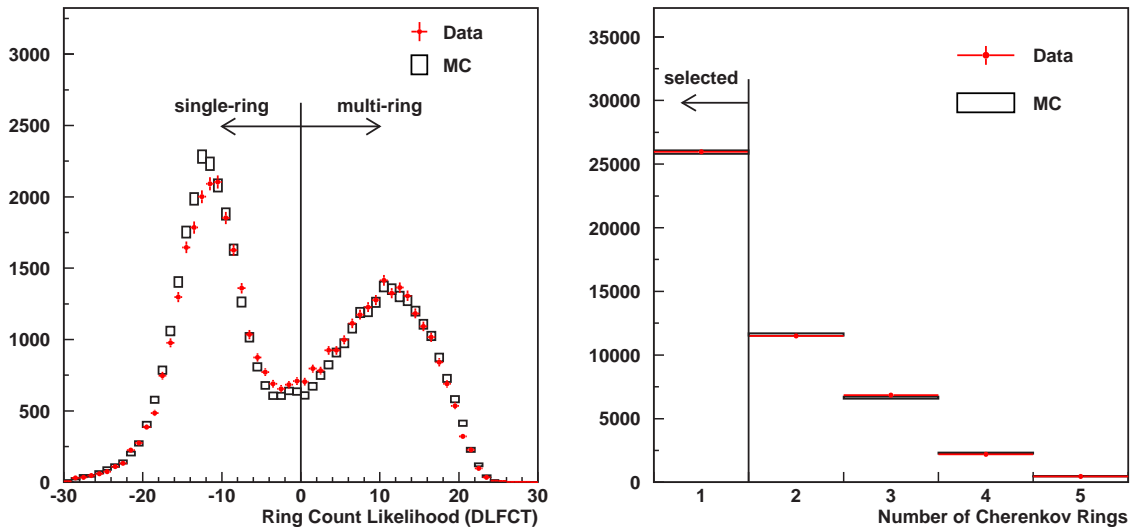 3000
2500
2000
1500
1000
500
0
Data
MC
single-ring
multi-ring
-30 -20 -10 0 10 20 30
Ring Count Likelihood (DLFCT)
35000
30000
25000
20000
15000
10000
5000
0
selected
Data
MC
1 2 3 4 5
Number of Cherenkov Rings